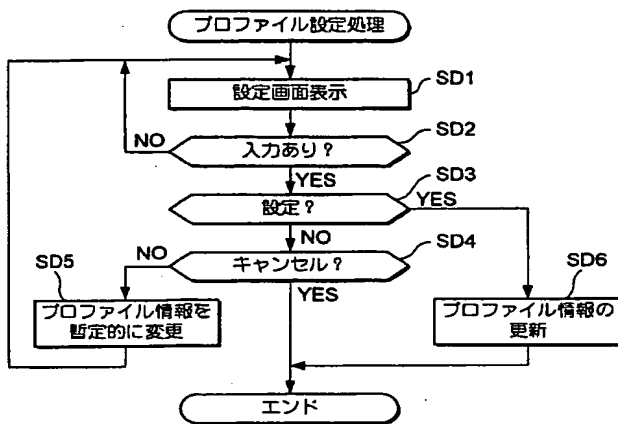 プロファイル設定処理
設定画面表示
SD1
入力あり？
SD2
NO
YES
設定？
SD3
YES
NO
キャンセル？
SD4
NO
YES
SD5
プロファイル情報を
暫定的に変更
SD6
プロファイル情報の
更新
エンド